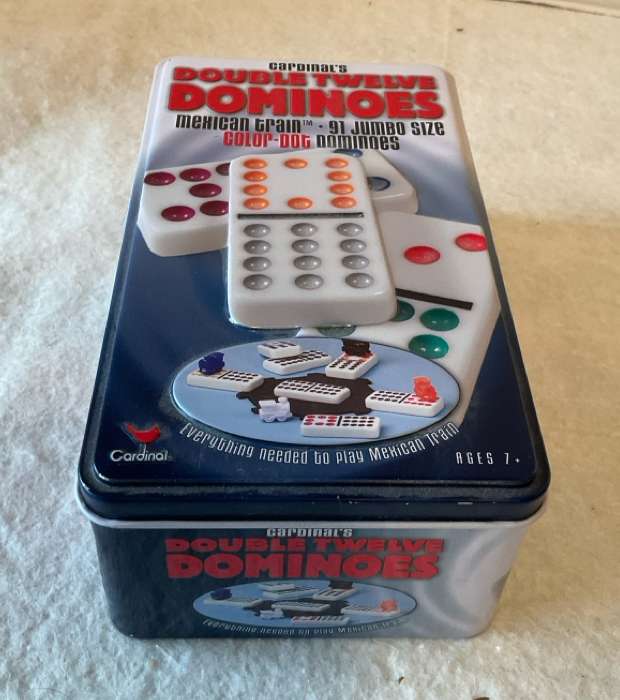 CARDINAL'S
DOUBLE TWELVE
DOMINOES
MEXICAN TRAIN™ • 91 JUMBO SIZE
COLOR-DOT DOMINOES
Everything needed to play Mexican Train
Cardinal
AGES 7+
CARDINAL'S
DOUBLE TWELVE
DOMINOES
Everything needed to play Mexican Train